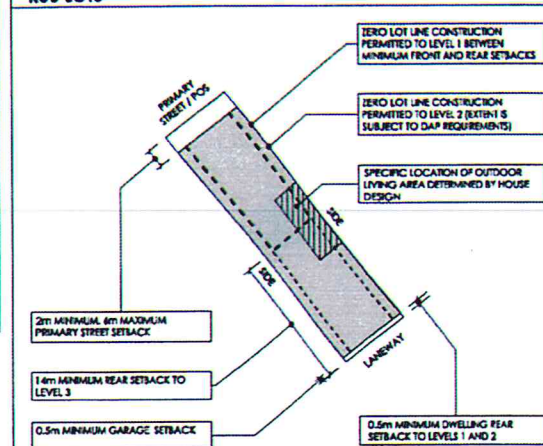 ZERO LOT LINE CONSTRUCTION
PERMITTED TO LEVEL 1 BETWEEN
MINIMUM FRONT AND REAR SETBACKS
PRIMARY
STREET / POS
ZERO LOT LINE CONSTRUCTION
PERMITTED TO LEVEL 2 (EXTENT IS
SUBJECT TO DAP REQUIREMENTS)
SPECIFIC LOCATION OF OUTDOOR
LIVING AREA DETERMINED BY HOUSE
DESIGN
SIDE
SIDE
2m MINIMUM, 6m MAXIMUM
PRIMARY STREET SETBACK
14m MINIMUM REAR SETBACK TO
LEVEL 3
LANEWAY
0.5m MINIMUM GARAGE SETBACK
0.5m MINIMUM DWELLING REAR
SETBACK TO LEVELS 1 AND 2